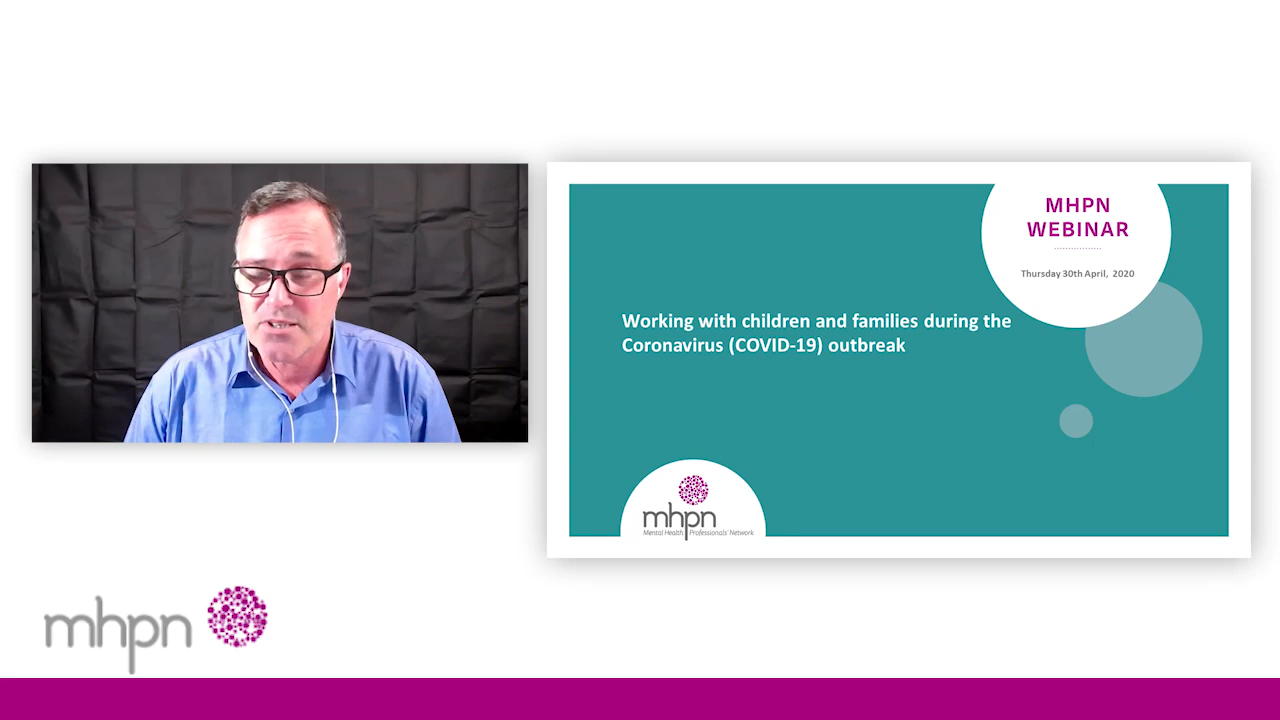 MHPN
WEBINAR
Thursday 30th April, 2020
Working with children and families during the
Coronavirus (COVID-19) outbreak
mhpn
Mental Health Professionals' Network
mhpn